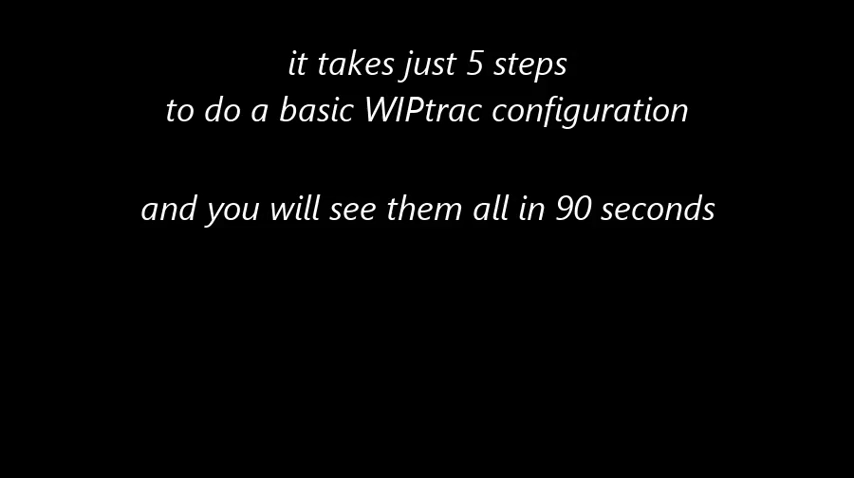 it takes just 5 steps
to do a basic WIPtrac configuration
and you will see them all in 90 seconds